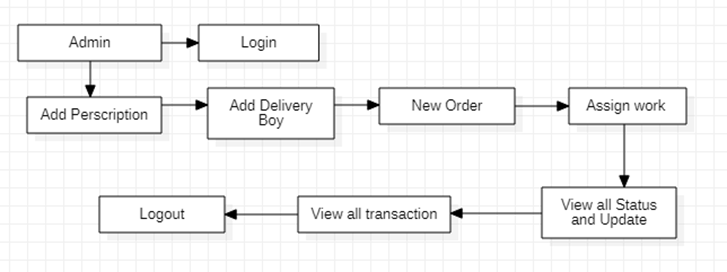 Admin
Login
Add Perscription
Add Delivery
Boy
New Order
Assign work
View all Status
and Update
View all transaction
Logout